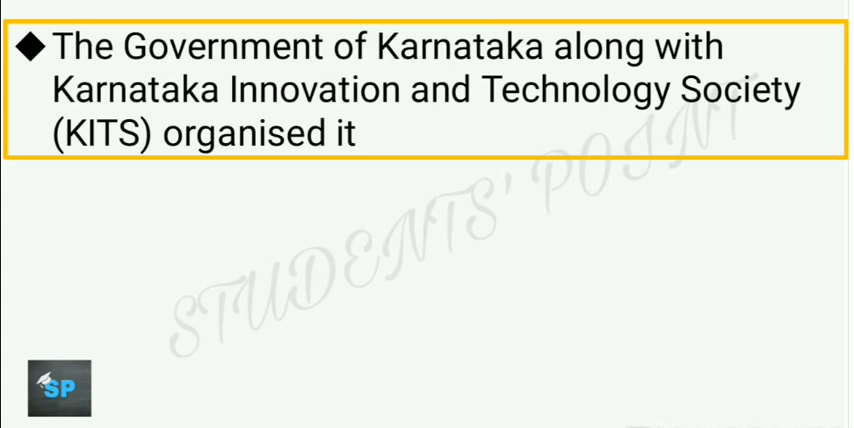 The Government of Karnataka along with
Karnataka Innovation and Technology Society
(KITS) organised it
STUDENTS' POINT
SP